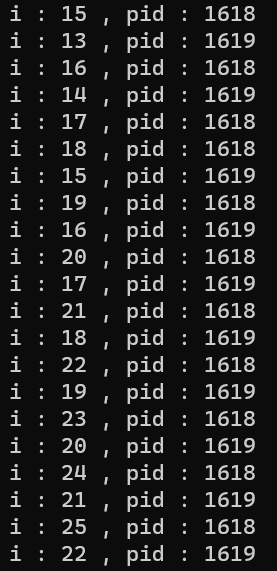 i : 15 , pid : 1618
i : 13 , pid : 1619
i : 16 , pid : 1618
i : 14 , pid : 1619
i : 17 , pid : 1618
i : 18 , pid : 1618
i : 15 , pid : 1619
i : 19 , pid : 1618
i : 16 , pid : 1619
i : 20 , pid : 1618
i : 17 , pid : 1619
i : 21 , pid : 1618
i : 18 , pid : 1619
i : 22 , pid : 1618
i : 19 , pid : 1619
i : 23 , pid : 1618
i : 20 , pid : 1619
i : 24 , pid : 1618
i : 21 , pid : 1619
i : 25 , pid : 1618
i : 22 , pid : 1619